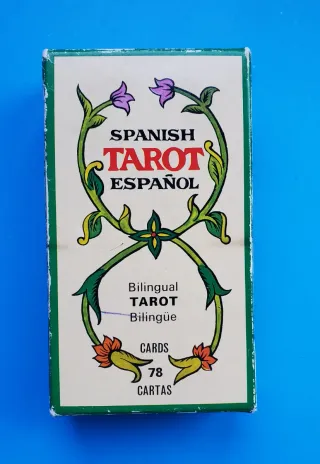 SPANISH
TAROT
ESPAÑOL
Bilingual
TAROT
Bilingüe
CARDS
78
CARTAS